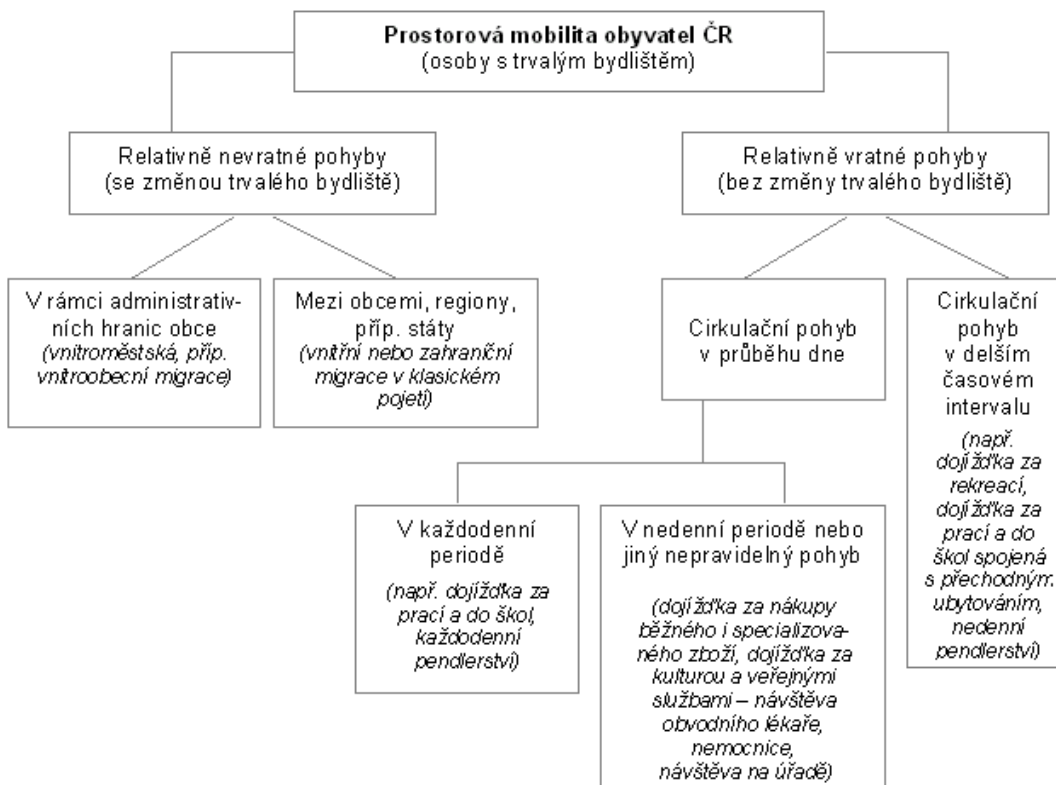 Prostorová mobilita obyvatel ČR
(osoby s trvalým bydlištěm)
Relativně nevratné pohyby
(se změnou trvalého bydliště)
Relativně vratné pohyby
(bez změny trvalého bydliště)
V rámci administrativ-
ních hranic obce
(vnitroměstská, příp.
vnitroobecní migrace)
Mezi obcemi, regiony,
příp. státy
(vnitřní nebo zahraniční
migrace v klasickém
pojetí)
Cirkulační pohyb
v průběhu dne
Cirkulační
pohyb
v delším
časovém
intervalu
(např.
dojížďka za
rekreací,
dojížďka za
prací a do
škol spojená
s přechodným
ubytováním,
nedenní
pendlerství)
V každodenní
periodě
(např. dojížďka za
prací a do škol,
každodenní
pendlerství)
V nedenní periodě nebo
jiný nepravidelný pohyb
(dojížďka za nákupy
běžného i specializova-
ného zboží, dojížďka za
kulturou a veřejnými
službami – návštěva
obvodního lékaře,
nemocnice,
návštěva na úřadě)